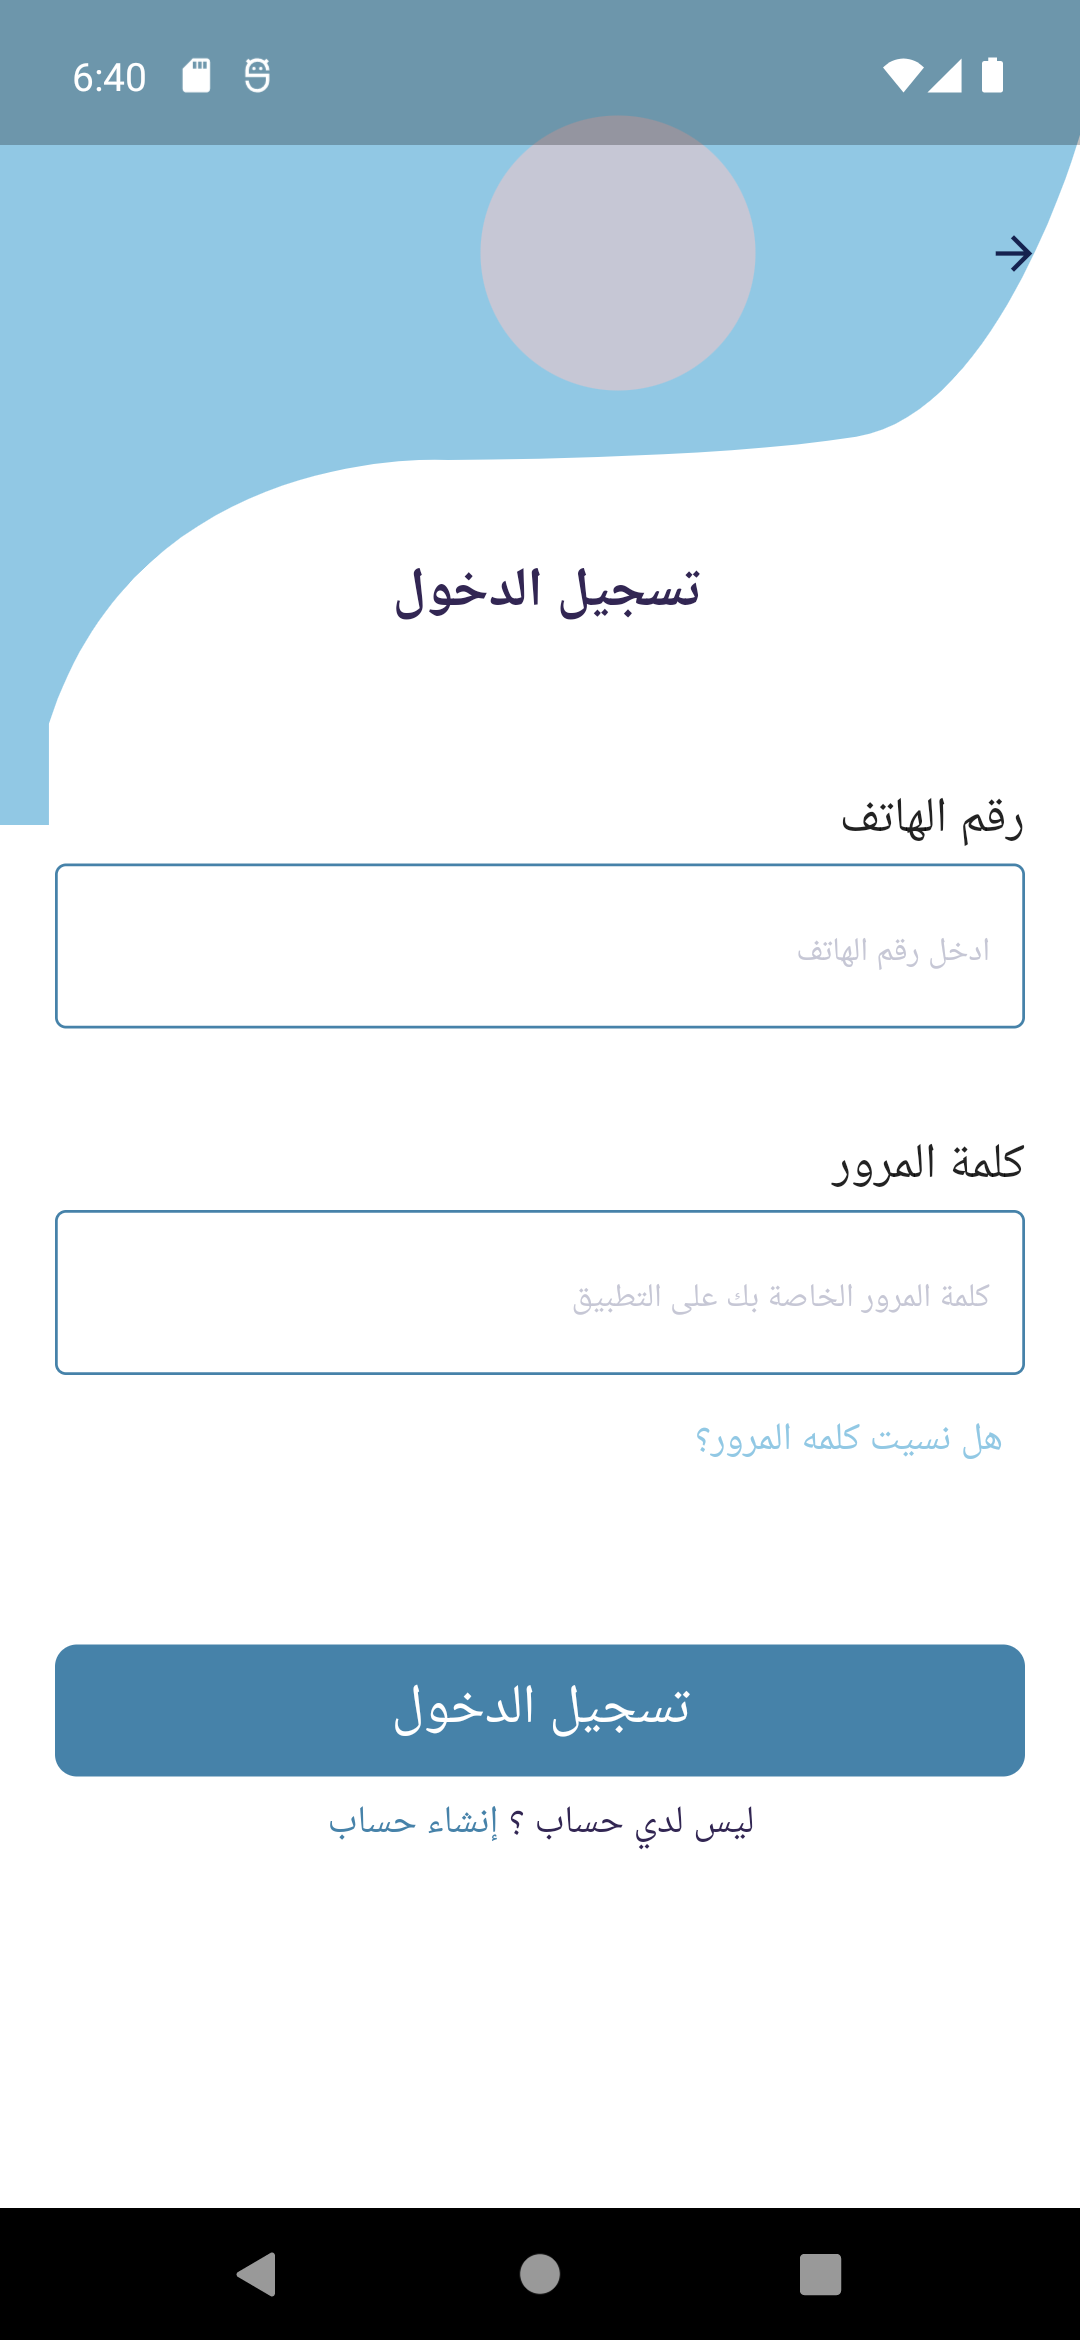 6:40
تسجيل الدخول
رقم الهاتف
ادخل رقم الهاتف
كلمة المرور
كلمة المرور الخاصة بك على التطبيق
هل نسيت كلمه المرور؟
تسجيل الدخول
ليس لدي حساب ؟ إنشاء حساب